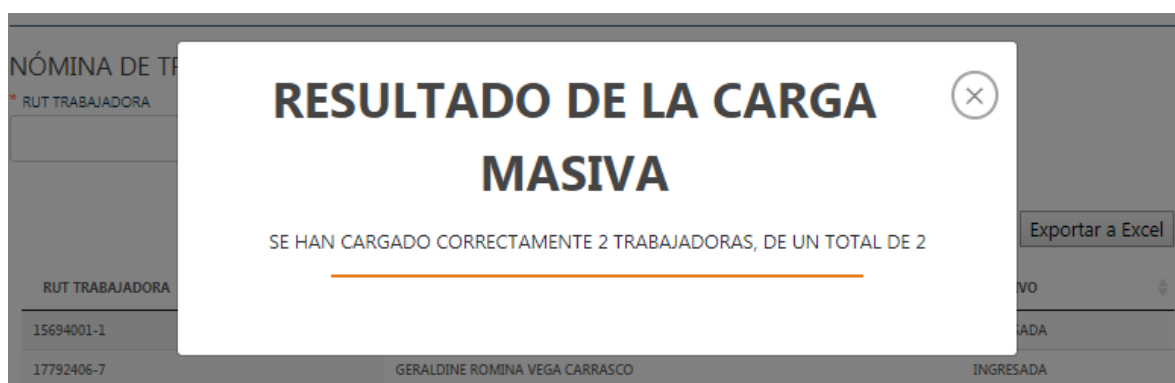 NÓMINA DE TR
* RUT TRABAJADORA
RESULTADO DE LA CARGA
MASIVA
SE HAN CARGADO CORRECTAMENTE 2 TRABAJADORAS, DE UN TOTAL DE 2
Exportar a Excel
RUT TRABAJADORA IVO
15694001-1 SADA
17792406-7 GERALDINE ROMINA VEGA CARRASCO INGRESADA